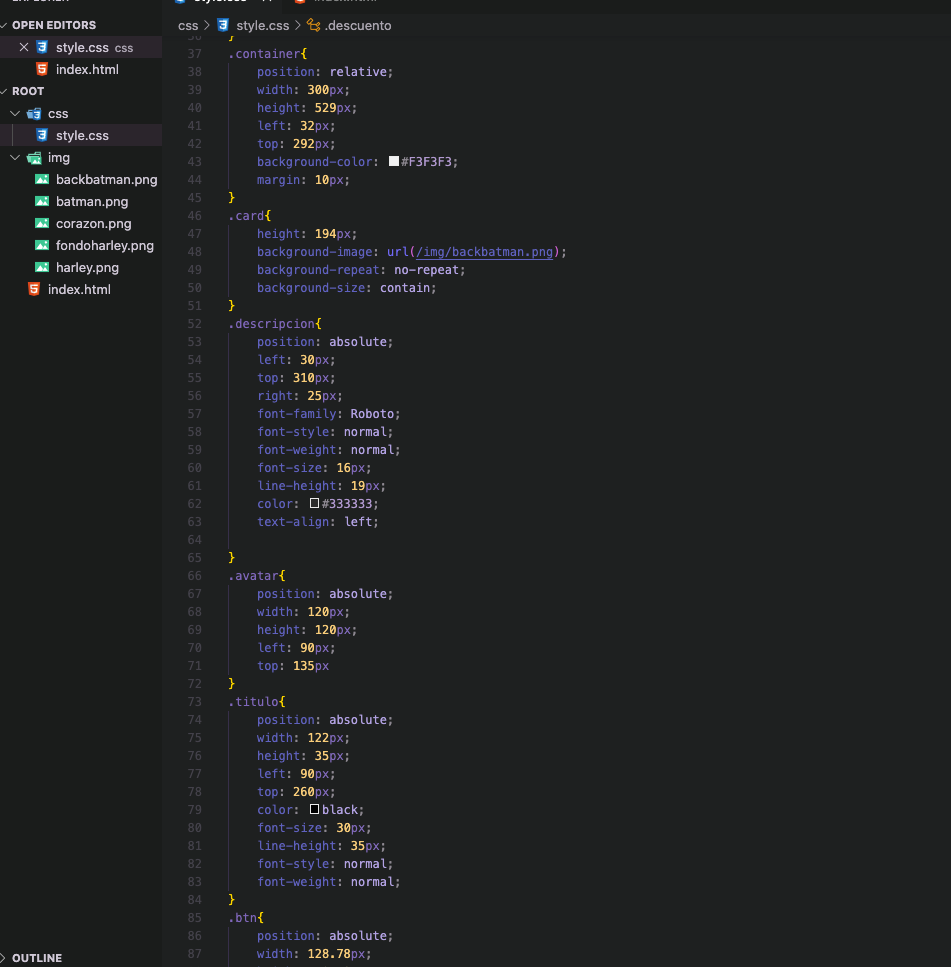 EXPLORER
OPEN EDITORS
style.css css
index.html
ROOT
css
style.css
img
backbatman.png
batman.png
corazon.png
fondoharley.png
harley.png
index.html
OUTLINE
style.css
index.html
css > style.css > .descuento
36 }
37 .container{
38 position: relative;
39 width: 300px;
40 height: 529px;
41 left: 32px;
42 top: 292px;
43 background-color: #F3F3F3;
44 margin: 10px;
45 }
46 .card{
47 height: 194px;
48 background-image: url(/img/backbatman.png);
49 background-repeat: no-repeat;
50 background-size: contain;
51 }
52 .descripcion{
53 position: absolute;
54 left: 30px;
55 top: 310px;
56 right: 25px;
57 font-family: Roboto;
58 font-style: normal;
59 font-weight: normal;
60 font-size: 16px;
61 line-height: 19px;
62 color: #333333;
63 text-align: left;
64
65 }
66 .avatar{
67 position: absolute;
68 width: 120px;
69 height: 120px;
70 left: 90px;
71 top: 135px
72 }
73 .titulo{
74 position: absolute;
75 width: 122px;
76 height: 35px;
77 left: 90px;
78 top: 260px;
79 color: black;
80 font-size: 30px;
81 line-height: 35px;
82 font-style: normal;
83 font-weight: normal;
84 }
85 .btn{
86 position: absolute;
87 width: 128.78px;